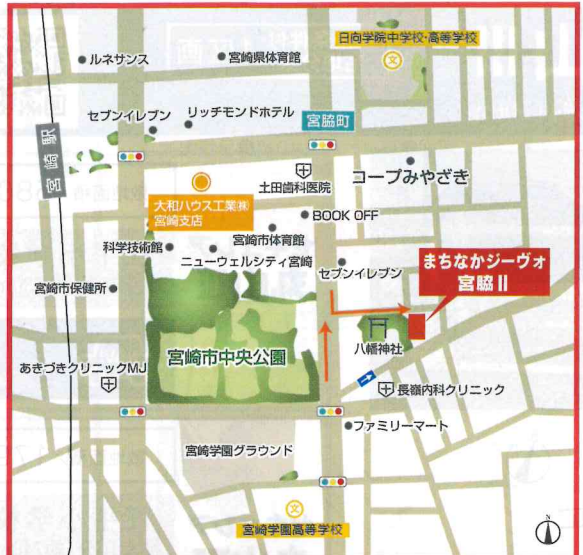 日向学院中学校・高等学校
文
ルネサンス
宮崎県体育館
セブンイレブン
リッチモンドホテル
宮脇町
宮崎駅
土田歯科医院
コープみやざき
大和ハウス工業㈱
宮崎支店
BOOK OFF
宮崎市体育館
科学技術館
ニューウェルシティ宮崎
セブンイレブン
まちなかジーヴォ
宮脇Ⅱ
宮崎市保健所
八幡神社
宮崎市中央公園
あきづきクリニックMJ
長嶺内科クリニック
ファミリーマート
宮崎学園グラウンド
文
宮崎学園高等学校